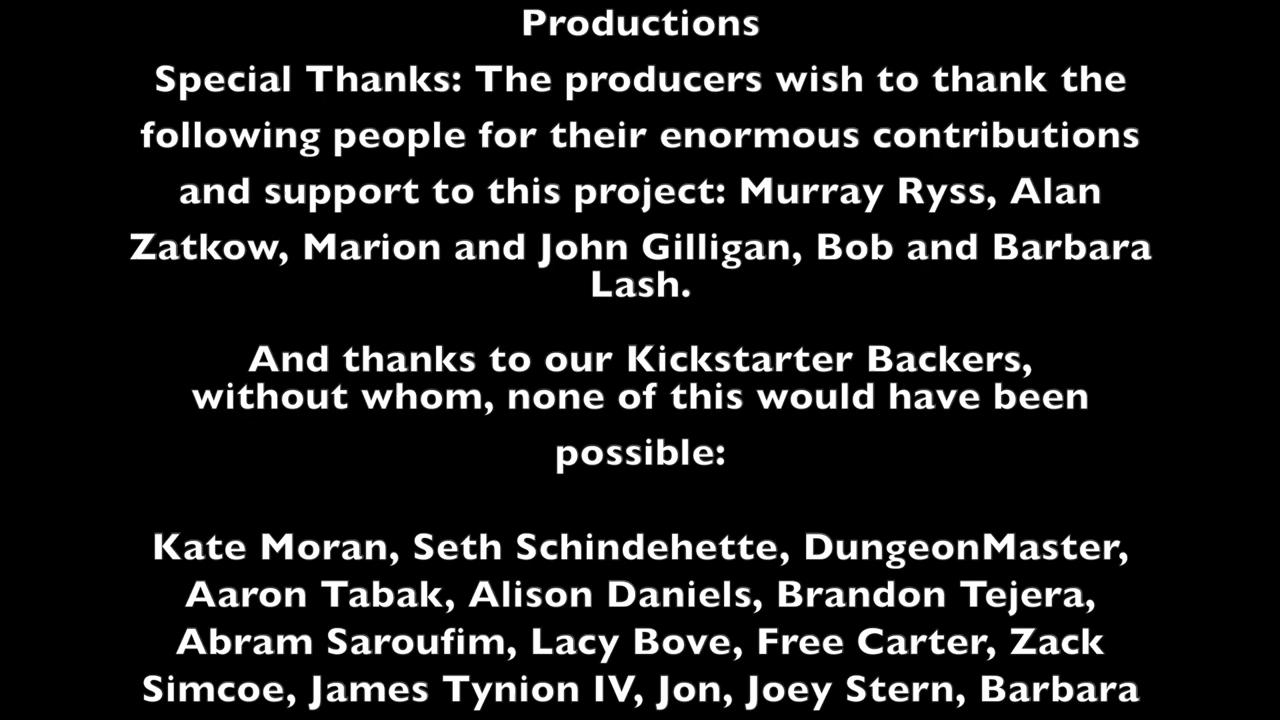 Productions
Special Thanks: The producers wish to thank the
following people for their enormous contributions
and support to this project: Murray Ryss, Alan
Zatkow, Marion and John Gilligan, Bob and Barbara
Lash.
And thanks to our Kickstarter Backers,
without whom, none of this would have been
possible:
Kate Moran, Seth Schindehette, DungeonMaster,
Aaron Tabak, Alison Daniels, Brandon Tejera,
Abram Saroufim, Lacy Bove, Free Carter, Zack
Simcoe, James Tynion IV, Jon, Joey Stern, Barbara